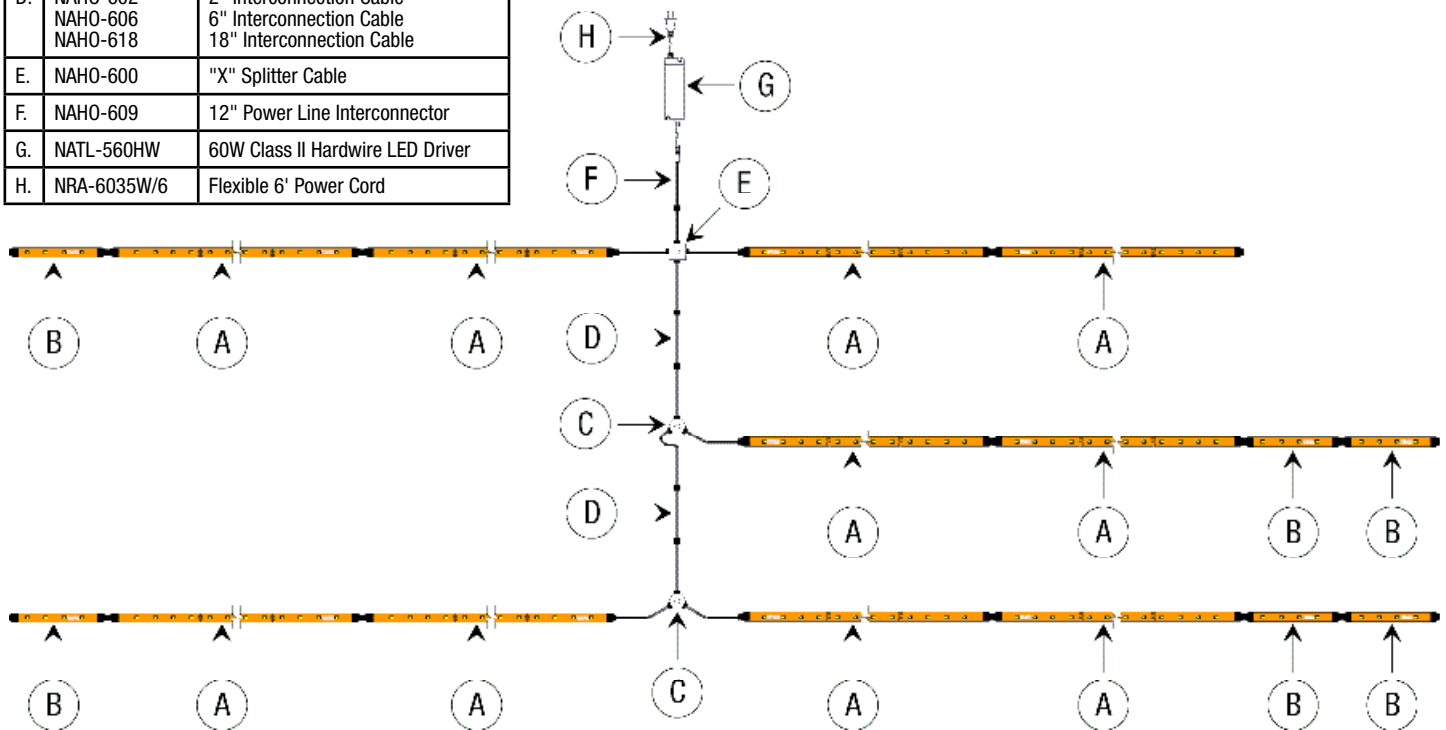 D. NAHO-602 2" Interconnection Cable
NAHO-606 6" Interconnection Cable
NAHO-618 18" Interconnection Cable
E. NAHO-600 "X" Splitter Cable
F. NAHO-609 12" Power Line Interconnector
G. NATL-560HW 60W Class II Hardwire LED Driver
H. NRA-6035W/6 Flexible 6' Power Cord
H
G
F
E
B A A D A A
C
D A A B B
B A A C A A B B